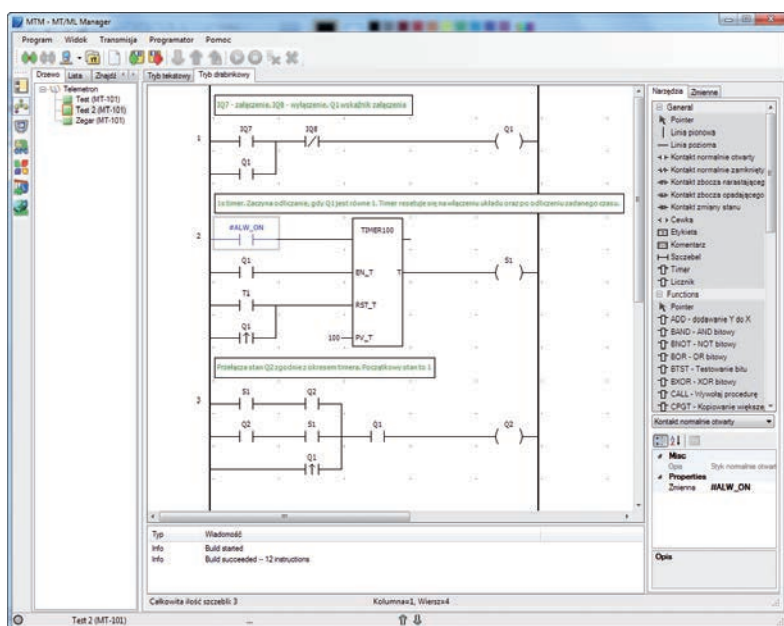 MTM - MT/ML Manager
Program Widok Transmisja Programator Pomoc
Drzewo Lista Znajdź
Telemetron
Test (MT-101)
Test 2 (MT-101)
Zegar (MT-101)
Tryb tekstowy Tryb drabinkowy
IQ7 - załączenie, IQ8 - wyłączenie, Q1 wskaźnik załączenia
1
IQ7 IQ8 Q1
Q1
1s timer. Zaczyna odliczanie, gdy Q1 jest równe 1. Timer resetuje się na włączeniu układu oraz po odliczeniu zadanego czasu.
2
#ALW_ON TIMER100
Q1 EN_T T S1
T1 RST_T
Q1
100 PV_T
Przełącza stan Q2 zgodnie z okresem timera. Początkowy stan to 1
3
S1 Q2
Q2 S1 Q1 Q2
Q1
Typ Wiadomość
Info Build started
Info Build succeeded -- 12 instructions
Całkowita ilość szczebli: 3 Kolumna=1, Wiersz=4
Narzędzia Zmienne
General
Pointer
Linia pionowa
Linia pozioma
Kontakt normalnie otwarty
Kontakt normalnie zamknięty
Kontakt zbocza narastająceg
Kontakt zbocza opadającego
Kontakt zmiany stanu
Cewka
Etykieta
Komentarz
Szczebel
Timer
Licznik
Functions
Pointer
ADD - dodawanie Y do X
BAND - AND bitowy
BNOT - NOT bitowy
BOR - OR bitowy
BTST - Testowanie bitu
BXOR - XOR bitowy
CALL - Wywołaj procedurę
CPGT - Kopiowanie większe
Kontakt normalnie otwarty
Misc
Opis Styk normalnie otwart
Properties
Zmienna #ALW_ON
Opis
Test 2 (MT-101) ...